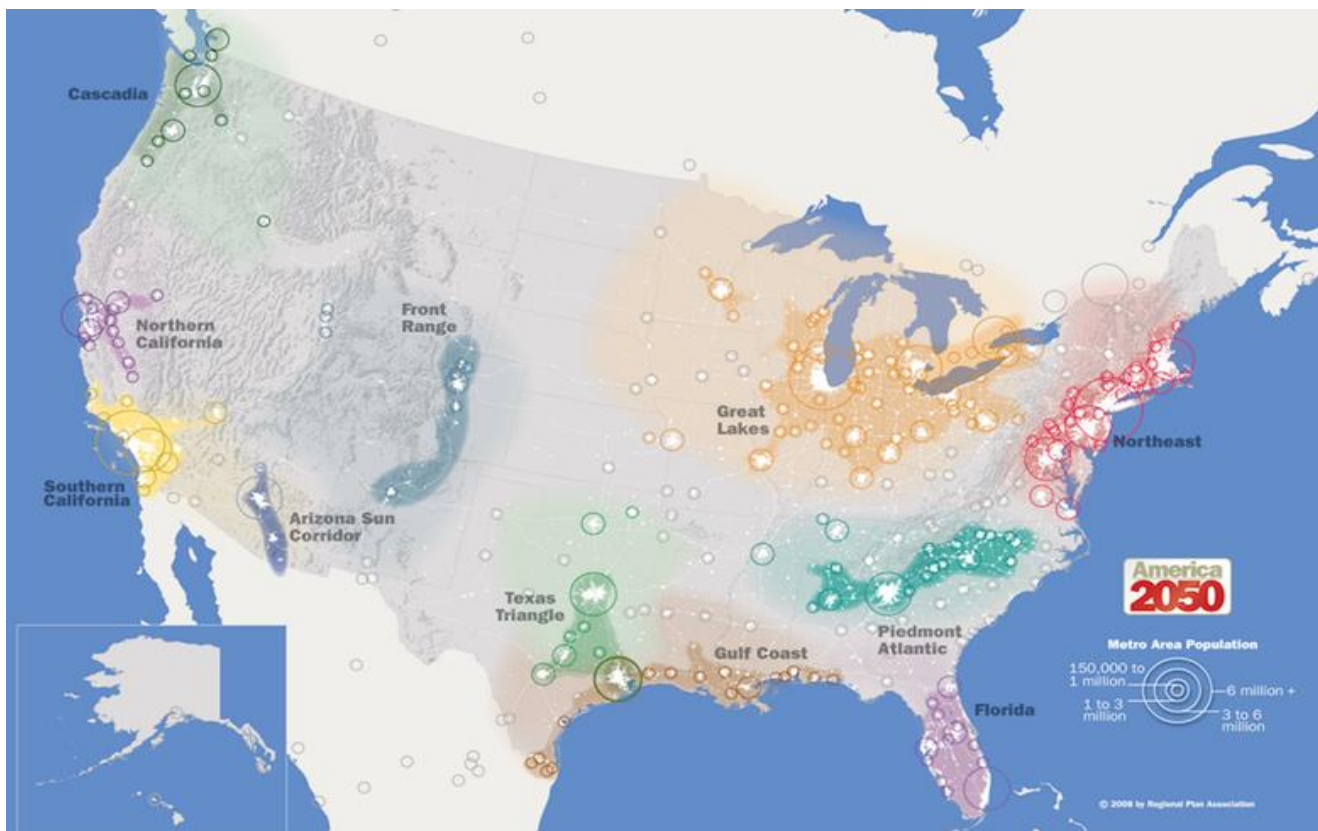 Cascadia
Northern
California
Front
Range
Great
Lakes
Northeast
Southern
California
Arizona Sun
Corridor
Texas
Triangle
Gulf Coast
Piedmont
Atlantic
Florida
America
2050
Metro Area Population
150,000 to
1 million
1 to 3
million
6 million +
3 to 6
million
© 2008 by Regional Plan Association